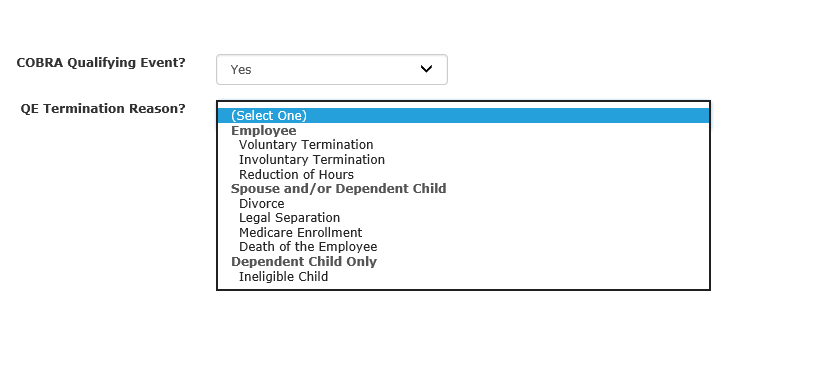 COBRA Qualifying Event?
Yes
QE Termination Reason?
(Select One)
Employee
Voluntary Termination
Involuntary Termination
Reduction of Hours
Spouse and/or Dependent Child
Divorce
Legal Separation
Medicare Enrollment
Death of the Employee
Dependent Child Only
Ineligible Child